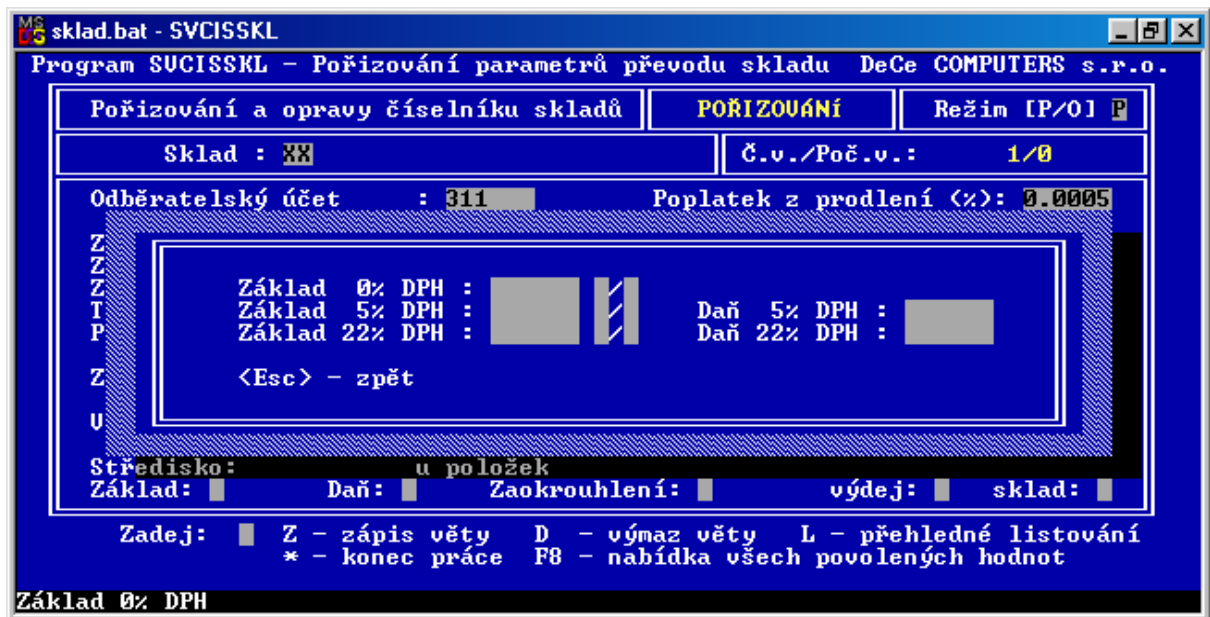 sklad.bat - SVCISSKL
Program SVCISSKL - Pořizování parametrů převodu skladu DeCe COMPUTERS s.r.o.
Pořizování a opravy číselníku skladů POŘIZOVÁNÍ Režim [P/O] P
Sklad : XX Č.v./Poč.v.: 1/0
Odběratelský účet : 311 Poplatek z prodlení (%): 0.0005
Z
Z
Z Základ 0% DPH : /
T Základ 5% DPH : / Daň 5% DPH :
P Základ 22% DPH : / Daň 22% DPH :
Z <Esc> - zpět
V
Středisko: u položek
Základ: Daň: Zaokrouhlení: výdej: sklad:
Zadej: Z - zápis věty D - výmaz věty L - přehledné listování
* - konec práce F8 - nabídka všech povolených hodnot
Základ 0% DPH